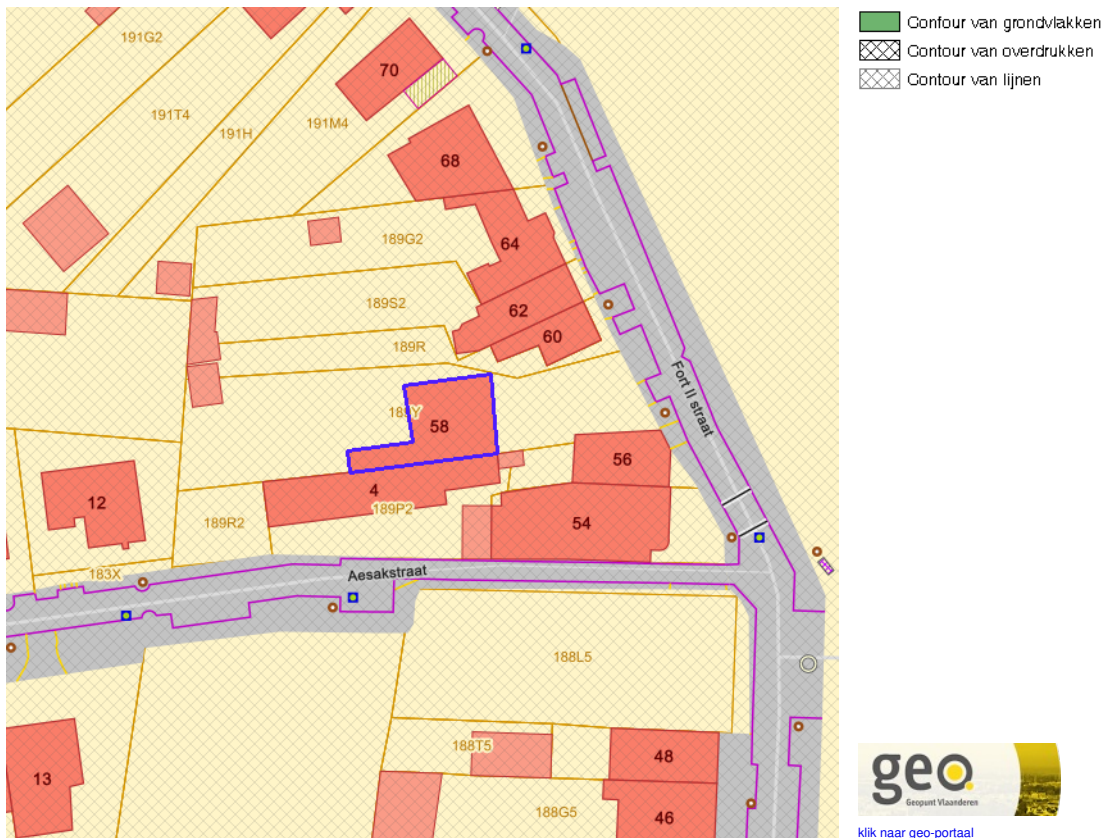 191G2
70
191T4
191H
191M4
68
189G2
64
189S2
62
60
189R
Fort II straat
189Y
58
56
12
4
189P2
189R2
54
183X
Aesakstraat
188L5
188T5
48
13
188G5
46
Contour van grondvlakken
Contour van overdrukken
Contour van lijnen
geo
Geopunt Vlaanderen
klik naar geo-portaal